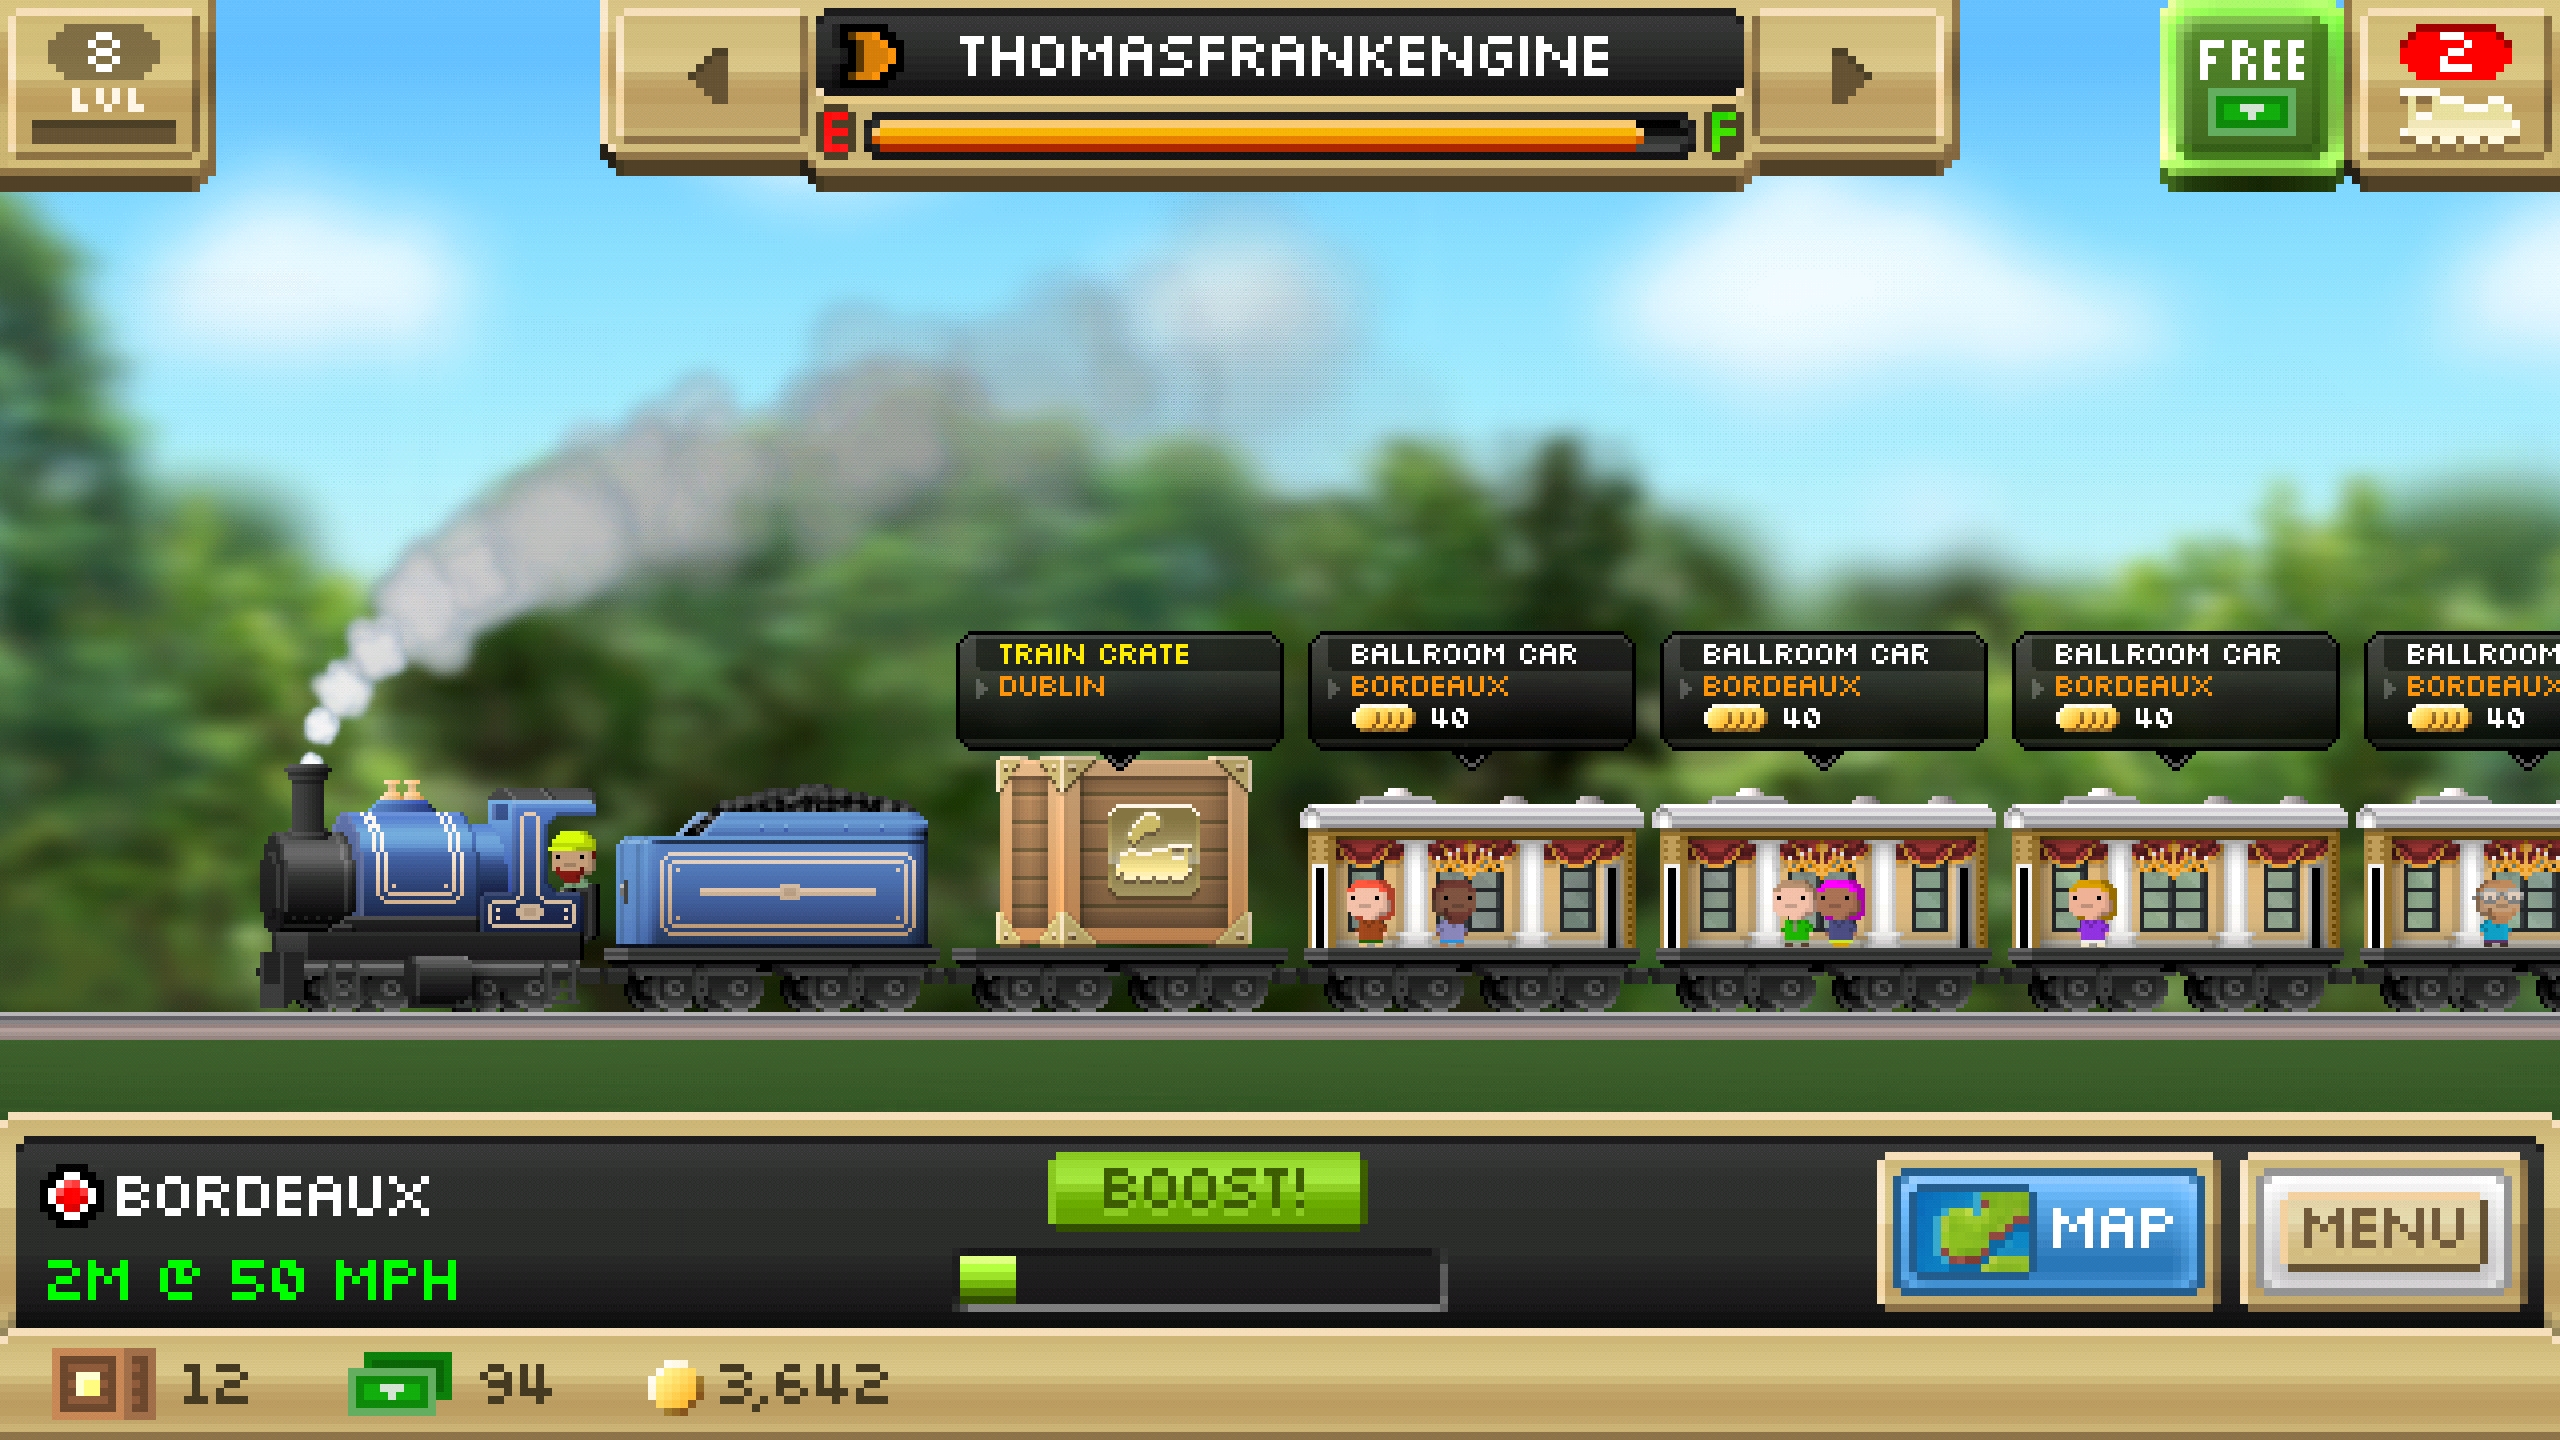 8
LVL
THOMASFRANKENGINE
E
F
FREE
2
TRAIN CRATE
DUBLIN
BALLROOM CAR
BORDEAUX
40
BALLROOM CAR
BORDEAUX
40
BALLROOM CAR
BORDEAUX
40
BALLROOM
BORDEAUX
40
BORDEAUX
2M @ 50 MPH
BOOST!
MAP
MENU
12
94
3,642